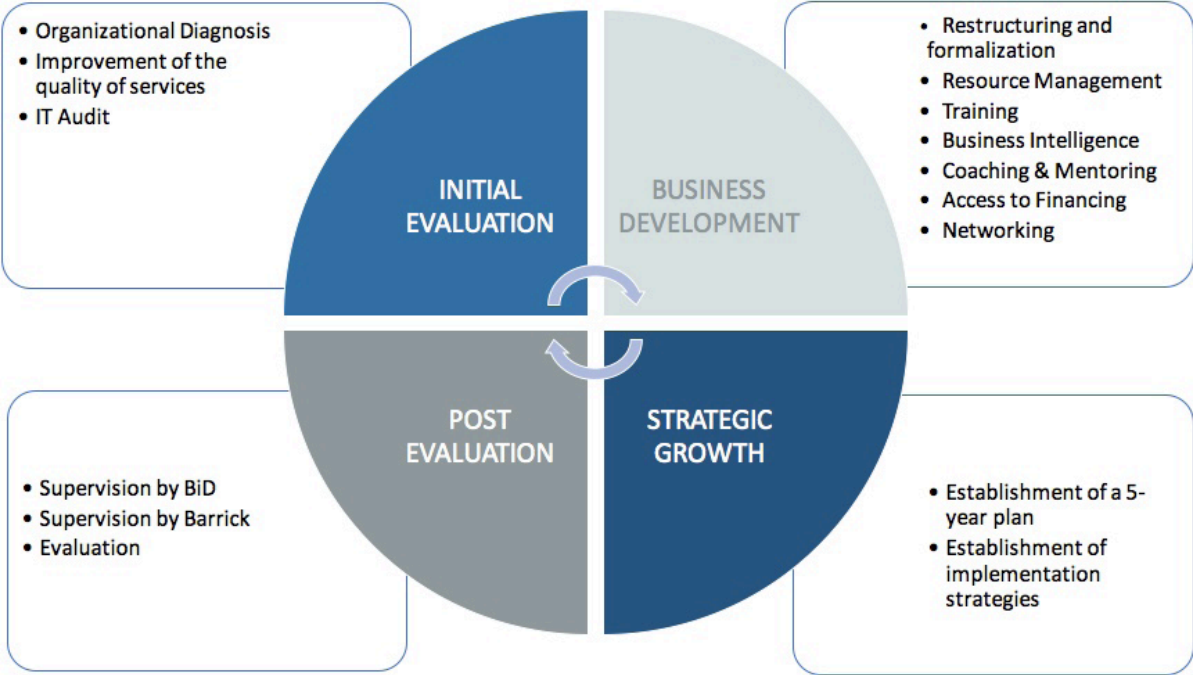 • Organizational Diagnosis
• Improvement of the
quality of services
• IT Audit
INITIAL
EVALUATION
BUSINESS
DEVELOPMENT
• Restructuring and
formalization
• Resource Management
• Training
• Business Intelligence
• Coaching & Mentoring
• Access to Financing
• Networking
POST
EVALUATION
• Supervision by BiD
• Supervision by Barrick
• Evaluation
STRATEGIC
GROWTH
• Establishment of a 5-
year plan
• Establishment of
implementation
strategies